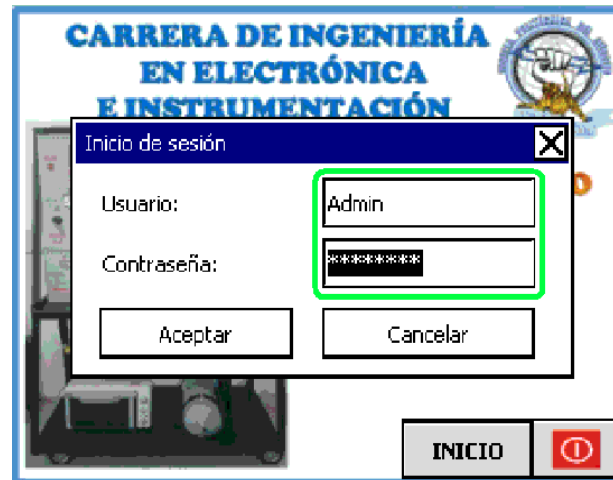 CARRERA DE INGENIERÍA
EN ELECTRÓNICA
E INSTRUMENTACIÓN
Inicio de sesión
Usuario: Admin
Contraseña: ********
Aceptar Cancelar
INICIO